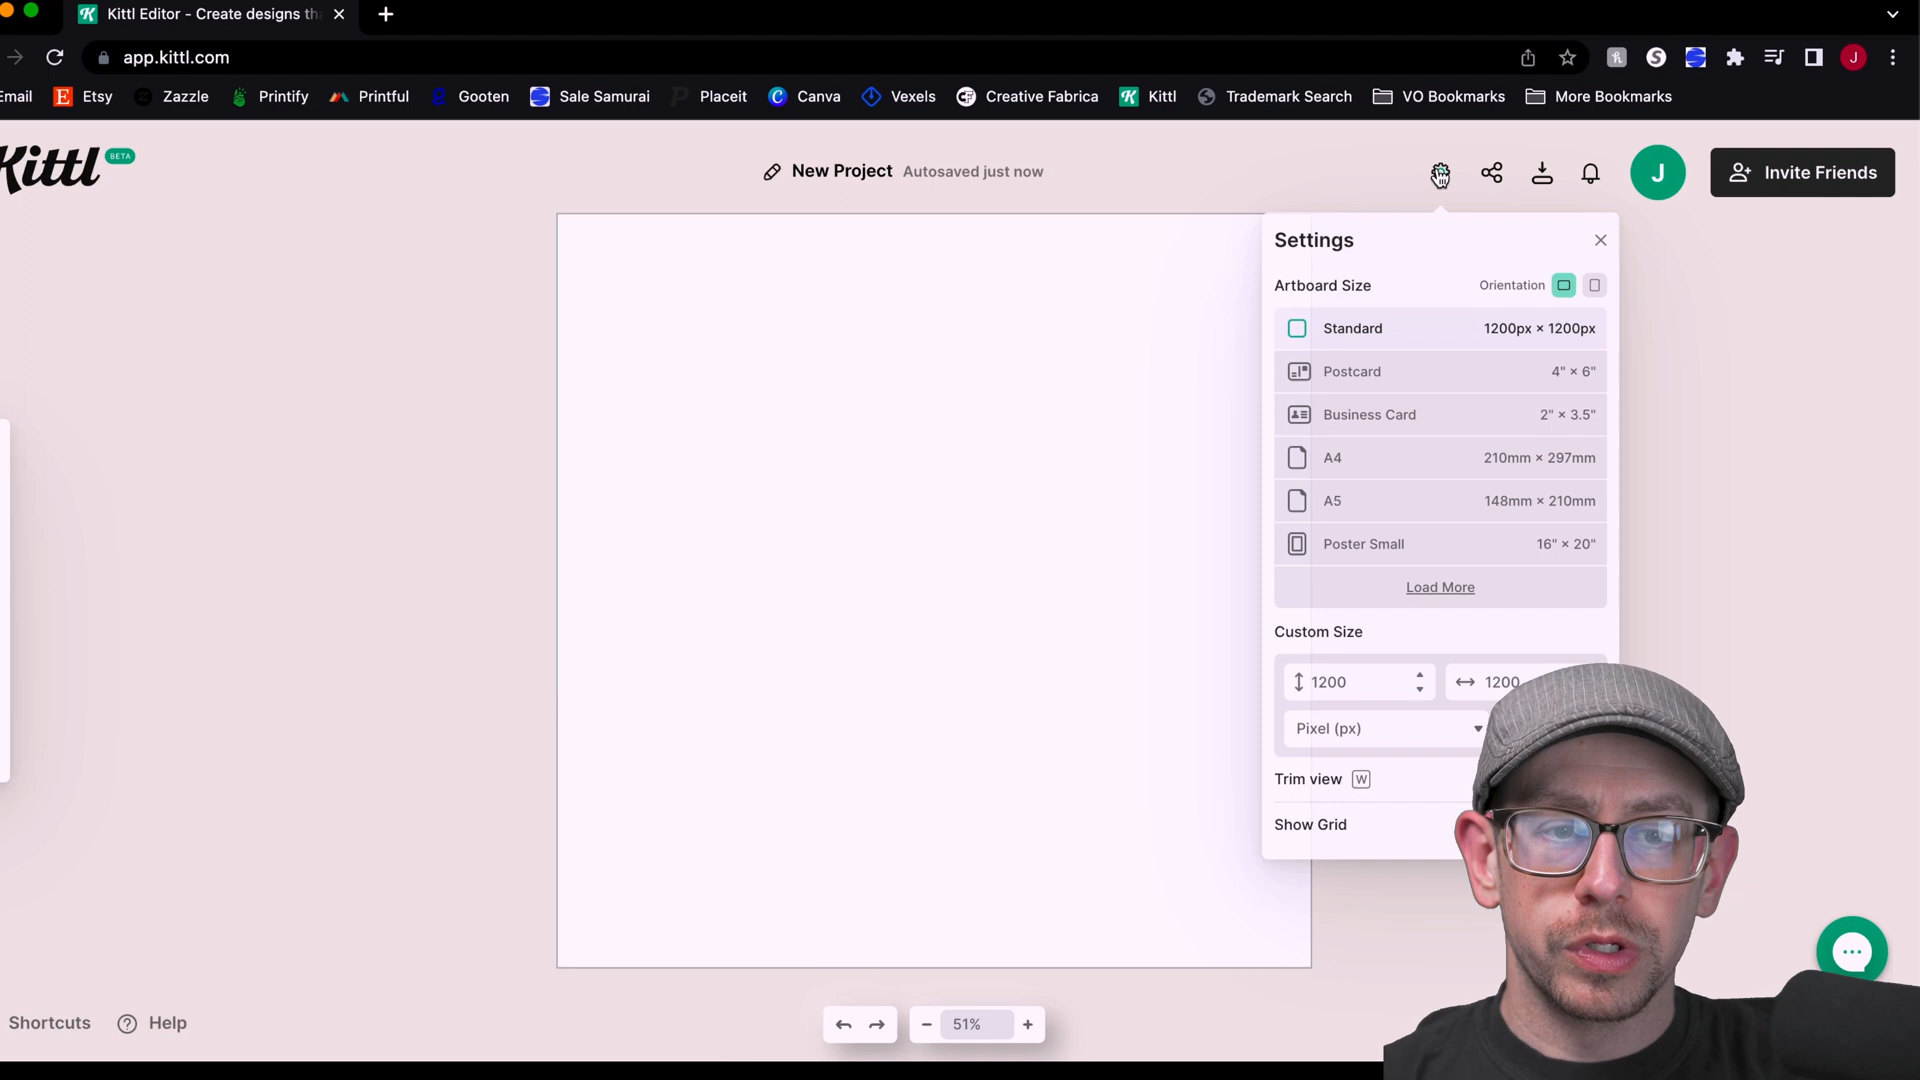 Kittl Editor - Create designs th
app.kittl.com
J
Email
Etsy
Zazzle
Printify
Printful
Gooten
Sale Samurai
Placeit
Canva
Vexels
Creative Fabrica
Kittl
Trademark Search
VO Bookmarks
More Bookmarks
Kittl BETA
New Project Autosaved just now
J
Invite Friends
Settings
Artboard Size Orientation
Standard 1200px × 1200px
Postcard 4" × 6"
Business Card 2" × 3.5"
A4 210mm × 297mm
A5 148mm × 210mm
Poster Small 16" × 20"
Load More
Custom Size
1200 1200
Pixel (px)
Trim view W
Show Grid
Shortcuts ? Help
51%